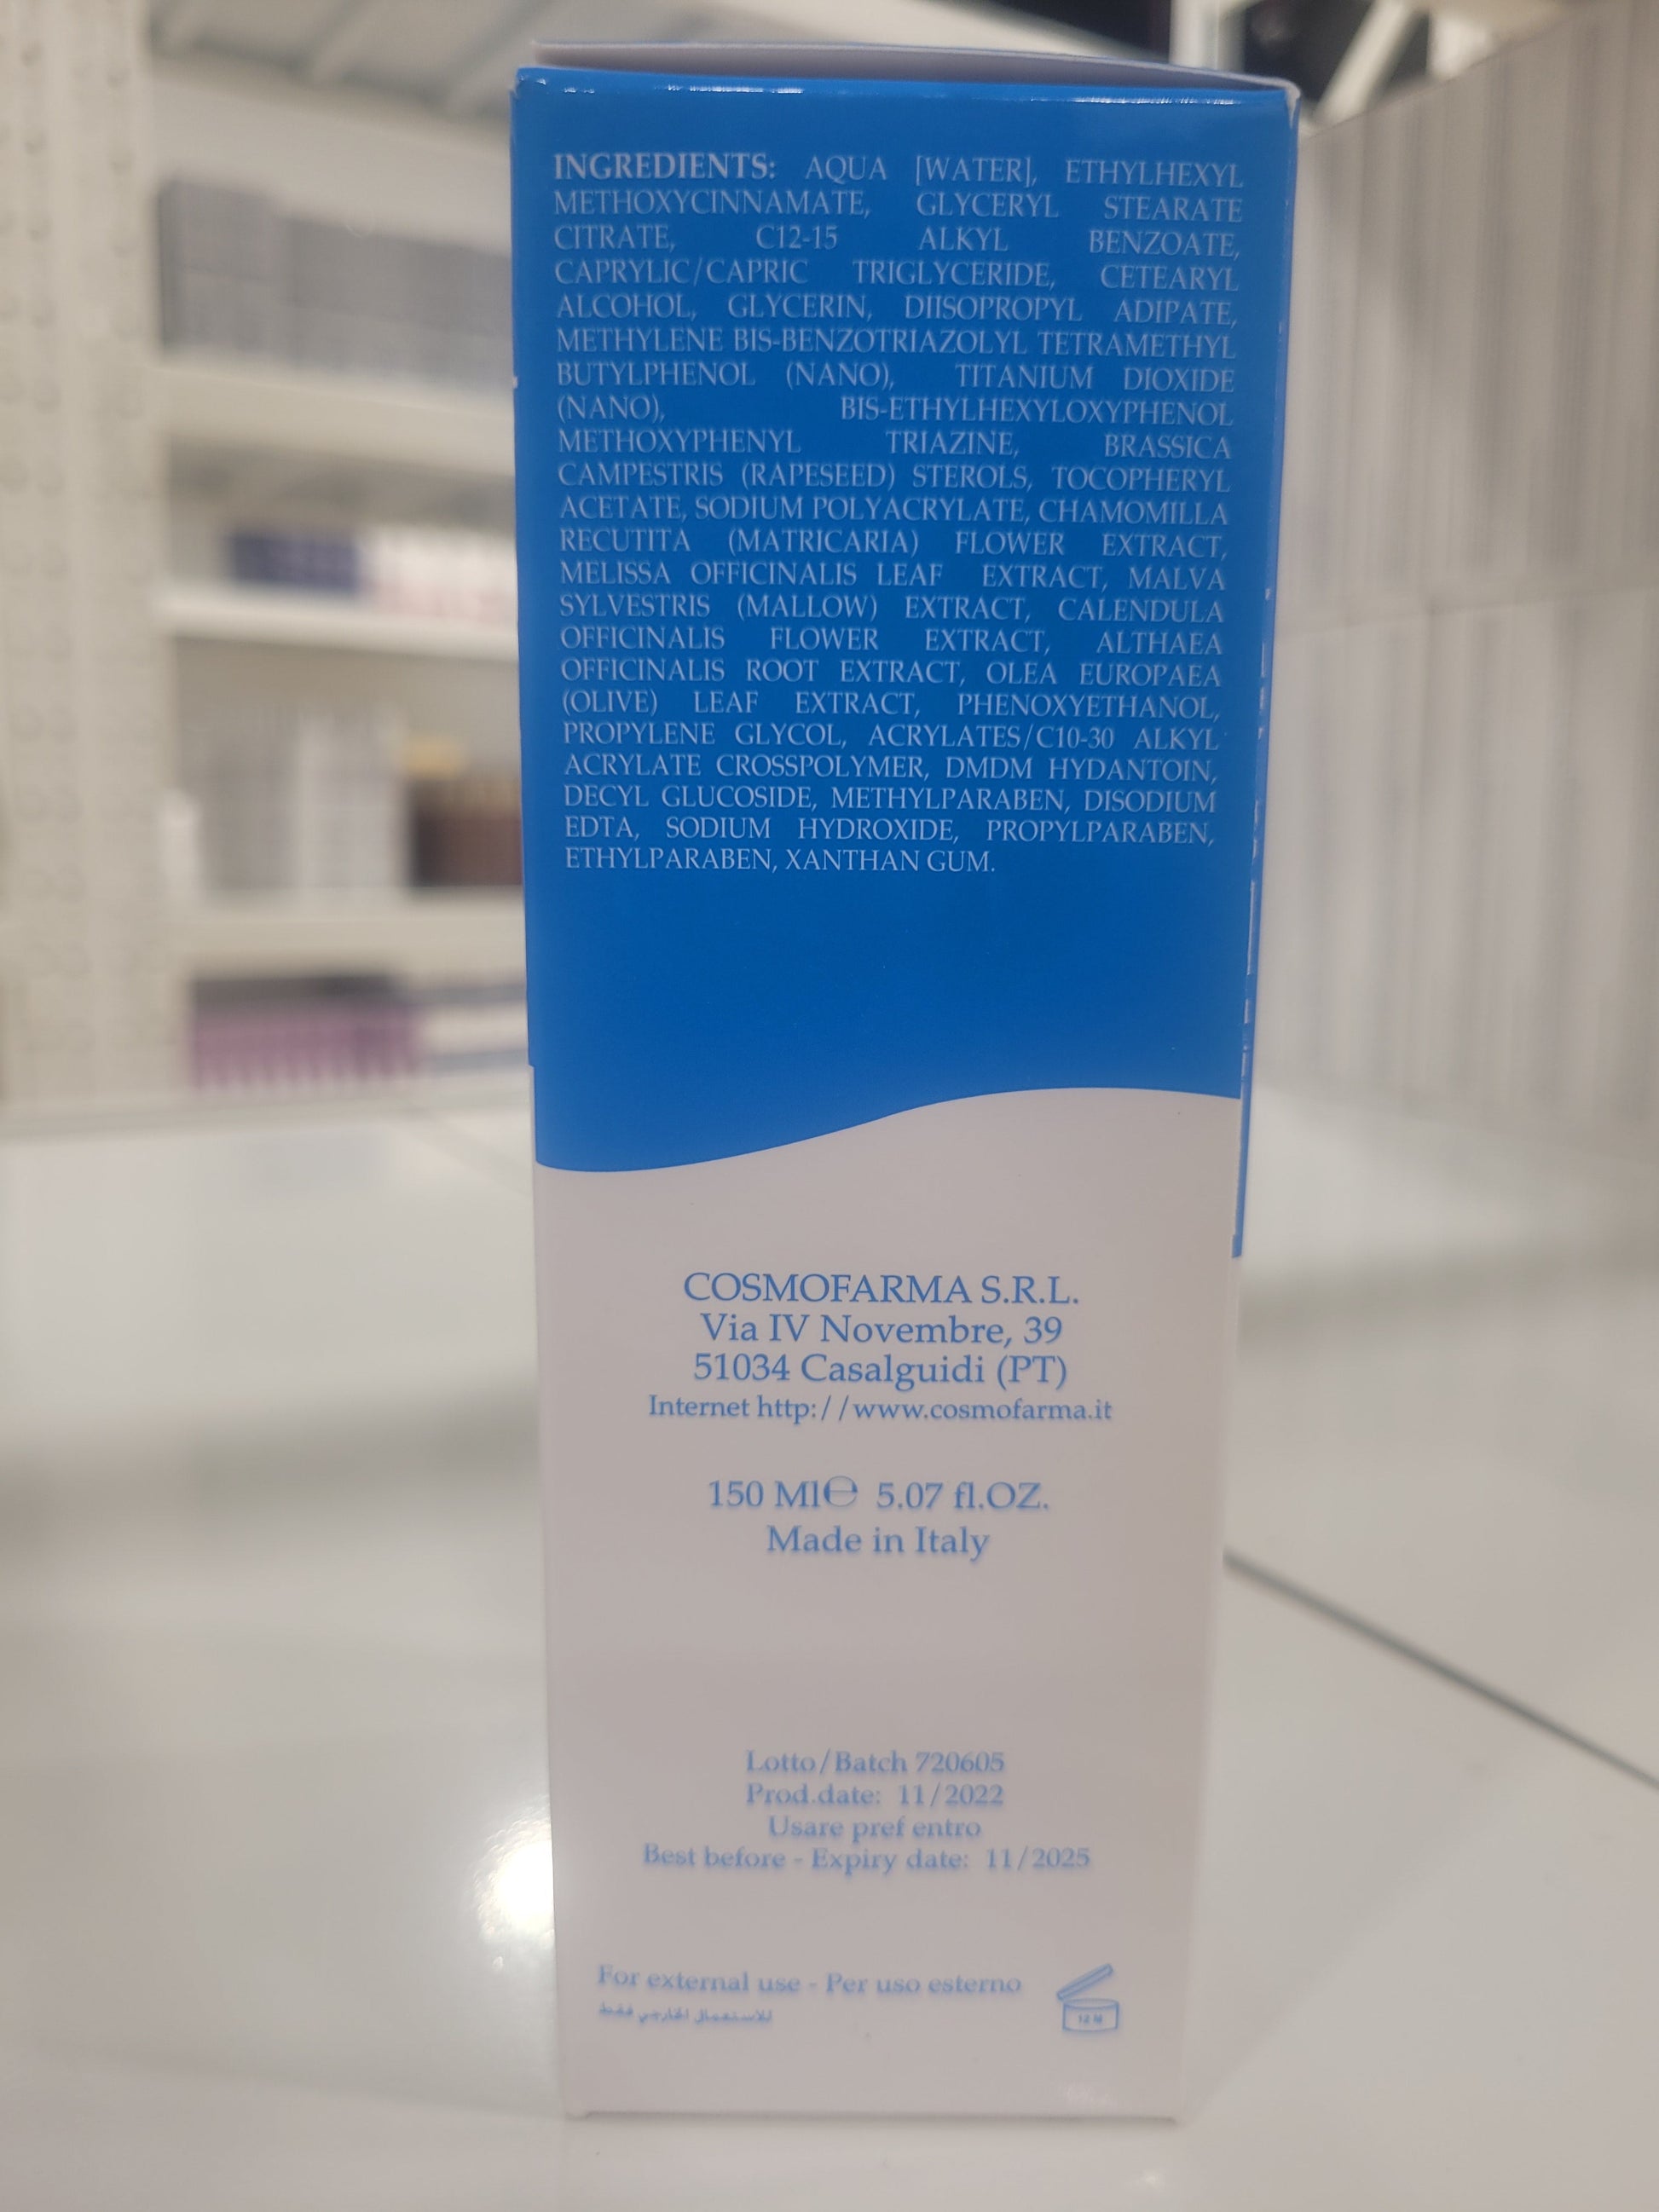 INGREDIENTS: AQUA [WATER], ETHYLHEXYL
METHOXYCINNAMATE, GLYCERYL STEARATE
CITRATE, C12-15 ALKYL BENZOATE,
CAPRYLIC/CAPRIC TRIGLYCERIDE, CETEARYL
ALCOHOL, GLYCERIN, DIISOPROPYL ADIPATE,
METHYLENE BIS-BENZOTRIAZOLYL TETRAMETHYL
BUTYLPHENOL (NANO), TITANIUM DIOXIDE
(NANO), BIS-ETHYLHEXYLOXYPHENOL
METHOXYPHENYL TRIAZINE, BRASSICA
CAMPESTRIS (RAPESEED) STEROLS, TOCOPHERYL
ACETATE, SODIUM POLYACRYLATE, CHAMOMILLA
RECUTITA (MATRICARIA) FLOWER EXTRACT,
MELISSA OFFICINALIS LEAF EXTRACT, MALVA
SYLVESTRIS (MALLOW) EXTRACT, CALENDULA
OFFICINALIS FLOWER EXTRACT, ALTHAEA
OFFICINALIS ROOT EXTRACT, OLEA EUROPAEA
(OLIVE) LEAF EXTRACT, PHENOXYETHANOL,
PROPYLENE GLYCOL, ACRYLATES/C10-30 ALKYL
ACRYLATE CROSSPOLYMER, DMDM HYDANTOIN,
DECYL GLUCOSIDE, METHYLPARABEN, DISODIUM
EDTA, SODIUM HYDROXIDE, PROPYLPARABEN,
ETHYLPARABEN, XANTHAN GUM.
COSMOFARMA S.R.L.
Via IV Novembre, 39
51034 Casalguidi (PT)
Internet http://www.cosmofarma.it
150 Ml℮ 5.07 fl.OZ.
Made in Italy
Lotto/Batch 720605
Prod.date: 11/2022
Usare pref entro
Best before - Expiry date: 11/2025
For external use - Per uso esterno
للاستعمال الخارجي فقط
12 M